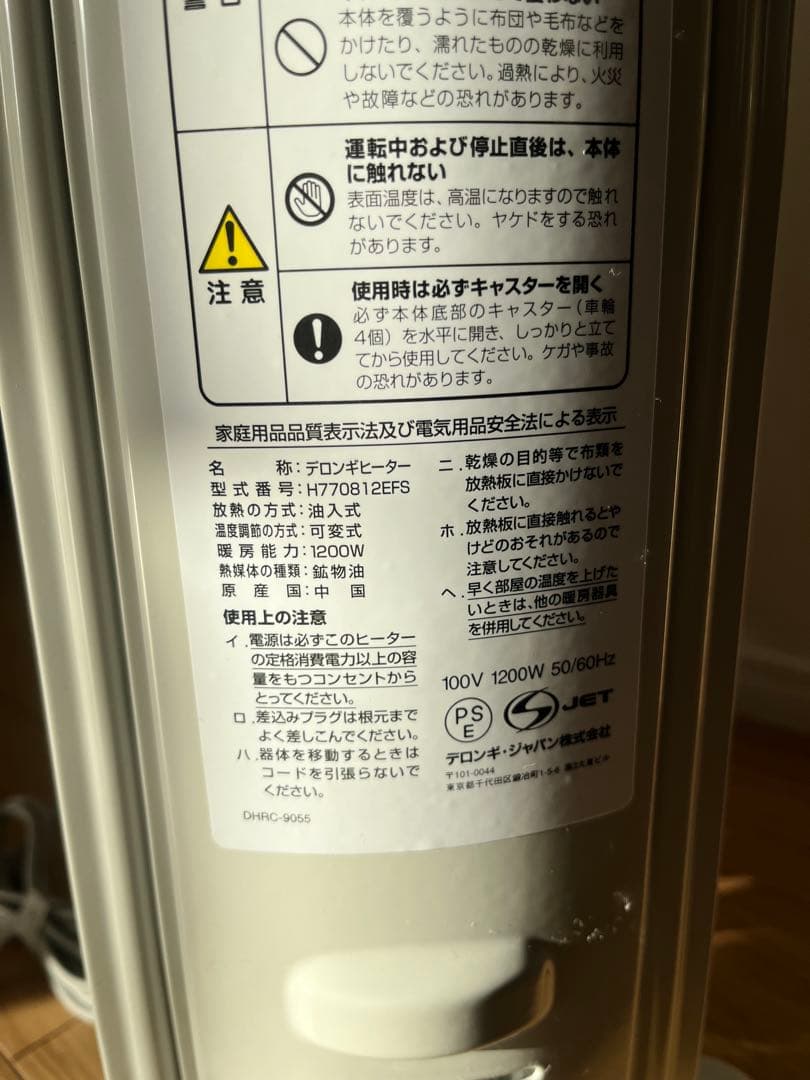 本体を覆うように布団や毛布などを
かけたり、濡れたものの乾燥に利用
しないでください。過熱により、火災
や故障などの恐れがあります。
注意
運転中および停止直後は、本体
に触れない
表面温度は、高温になりますので触れ
ないでください。ヤケドをする恐れ
があります。
使用時は必ずキャスターを開く
必ず本体底部のキャスター(車輪
4個)を水平に開き、しっかりと立て
てから使用してください。ケガや事故
の恐れがあります。
家庭用品品質表示法及び電気用品安全法による表示
名 称:デロンギヒーター
型式番号:H770812EFS
放熱の方式:油入式
温度調節の方式:可変式
暖房能力:1200W
熱媒体の種類:鉱物油
原産国:中 国
使用上の注意
イ.電源は必ずこのヒーター
の定格消費電力以上の容
量をもつコンセントから
とってください。
ロ.差込みプラグは根元まで
よく差しこんでください。
ハ.器体を移動するときは
コードを引張らないで
ください。
DHRC-9055
ニ.乾燥の目的等で布類を
放熱板に直接かけないで
ください。
ホ.放熱板に直接触れるとや
けどのおそれがあるので
注意してください。
ヘ.早く部屋の温度を上げた
いときは、他の暖房器具
を併用してください。
100V 1200W 50/60Hz
PS
E
JET
デロンギ・ジャパン株式会社
〒101-0044
東京都千代田区鍛冶町1-5-6